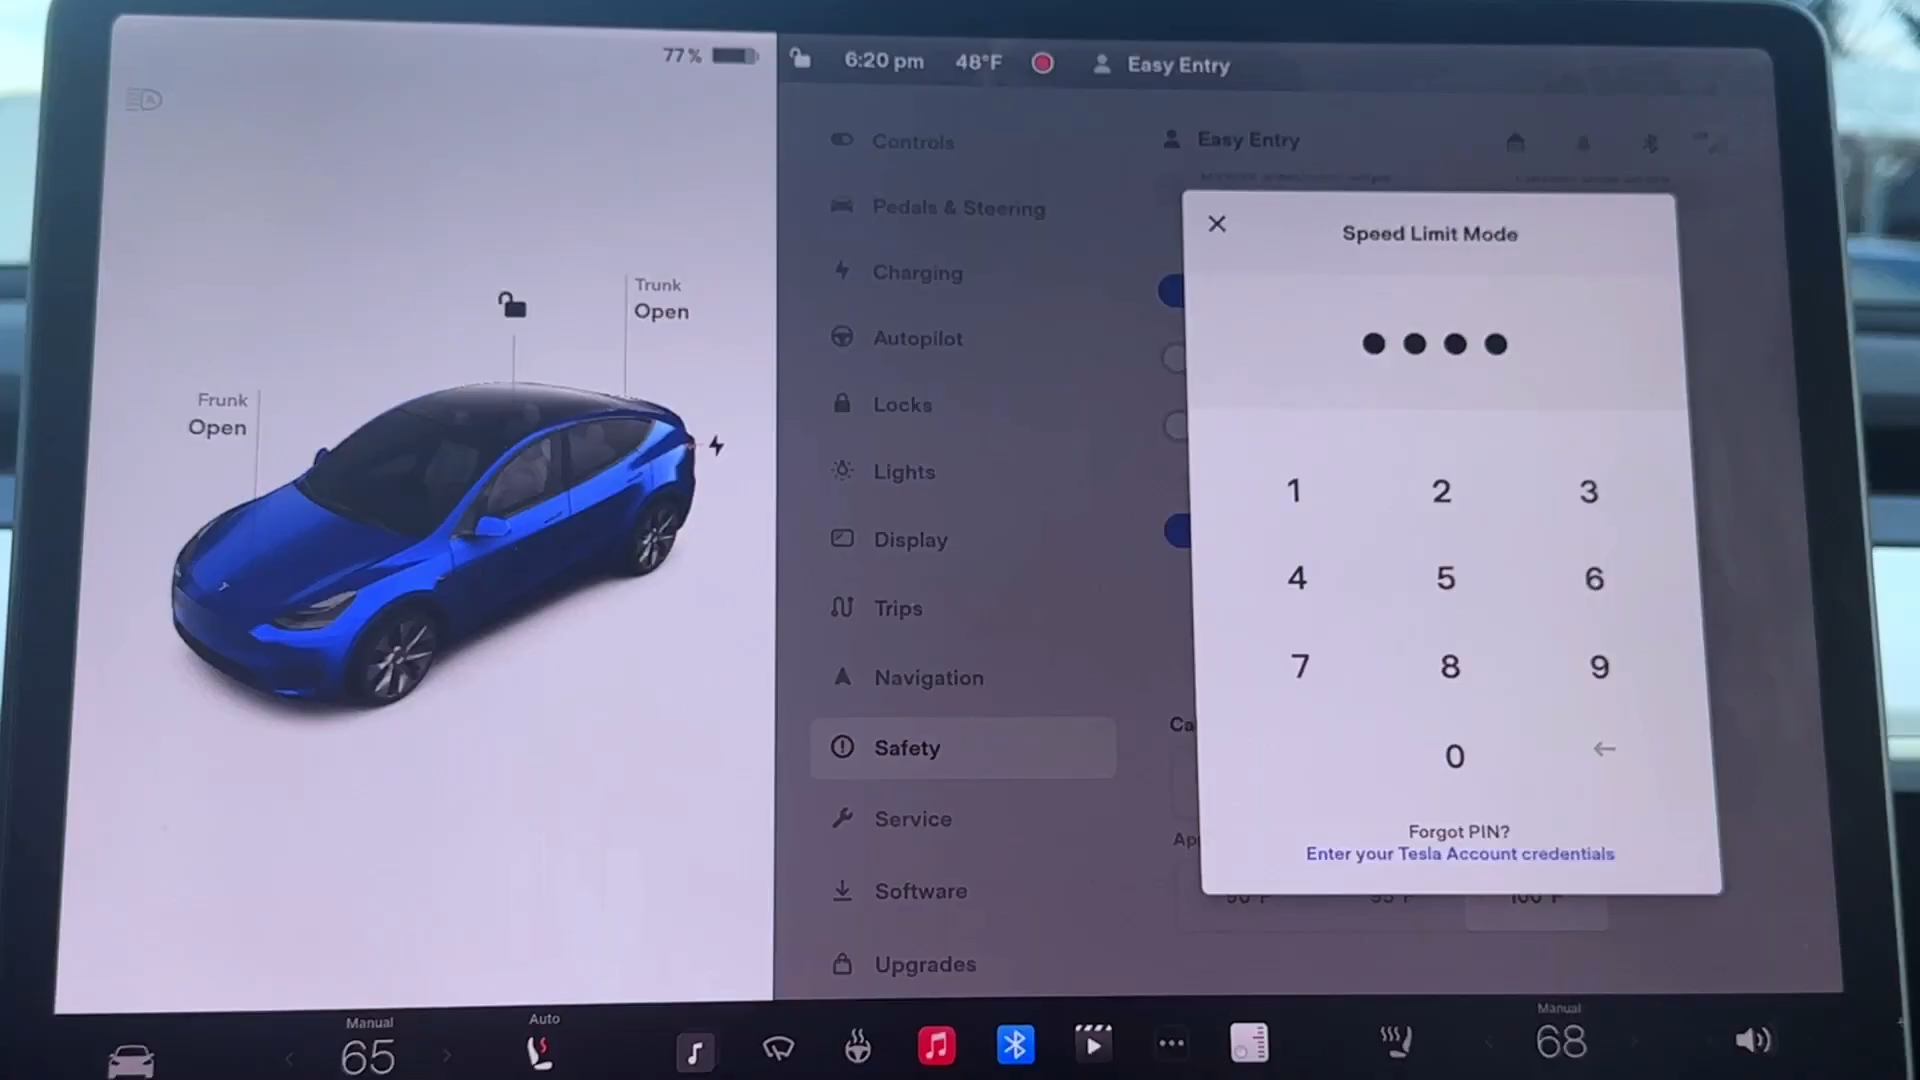 77 %
6:20 pm
48°F
Easy Entry
Trunk
Open
Frunk
Open
Controls
Pedals & Steering
Charging
Autopilot
Locks
Lights
Display
Trips
Navigation
Safety
Service
Software
Upgrades
Easy Entry
Speed Limit Mode
1 2 3
4 5 6
7 8 9
0
Forgot PIN?
Enter your Tesla Account credentials
Manual
65
Auto
Manual
68